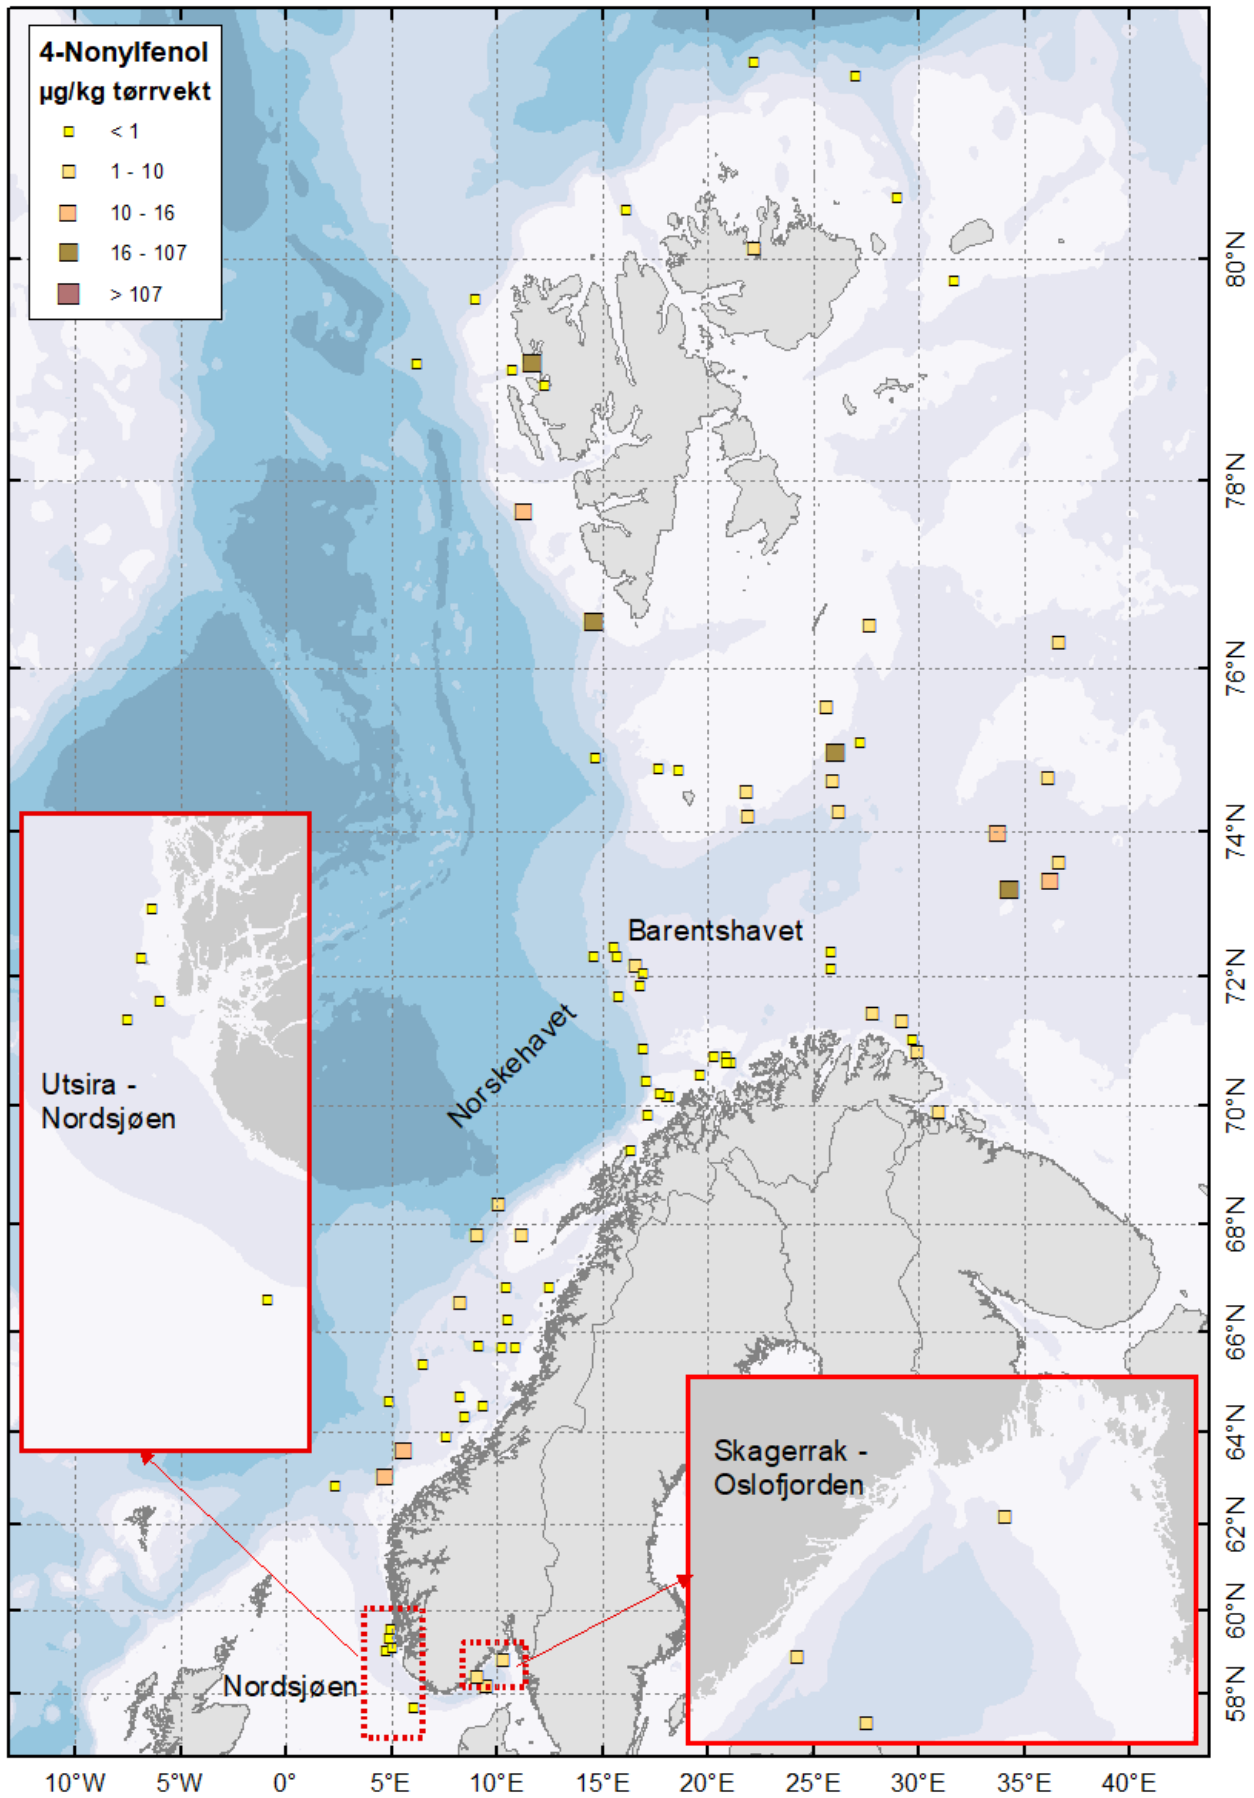 4-Nonylfenol
µg/kg tørrvekt
< 1
1 - 10
10 - 16
16 - 107
> 107
80°N
78°N
76°N
74°N
Barentshavet
72°N
Norskehavet
Utsira -
Nordsjøen
70°N
68°N
66°N
64°N
Skagerrak -
Oslofjorden
62°N
60°N
Nordsjøen
58°N
10°W 5°W 0° 5°E 10°E 15°E 20°E 25°E 30°E 35°E 40°E